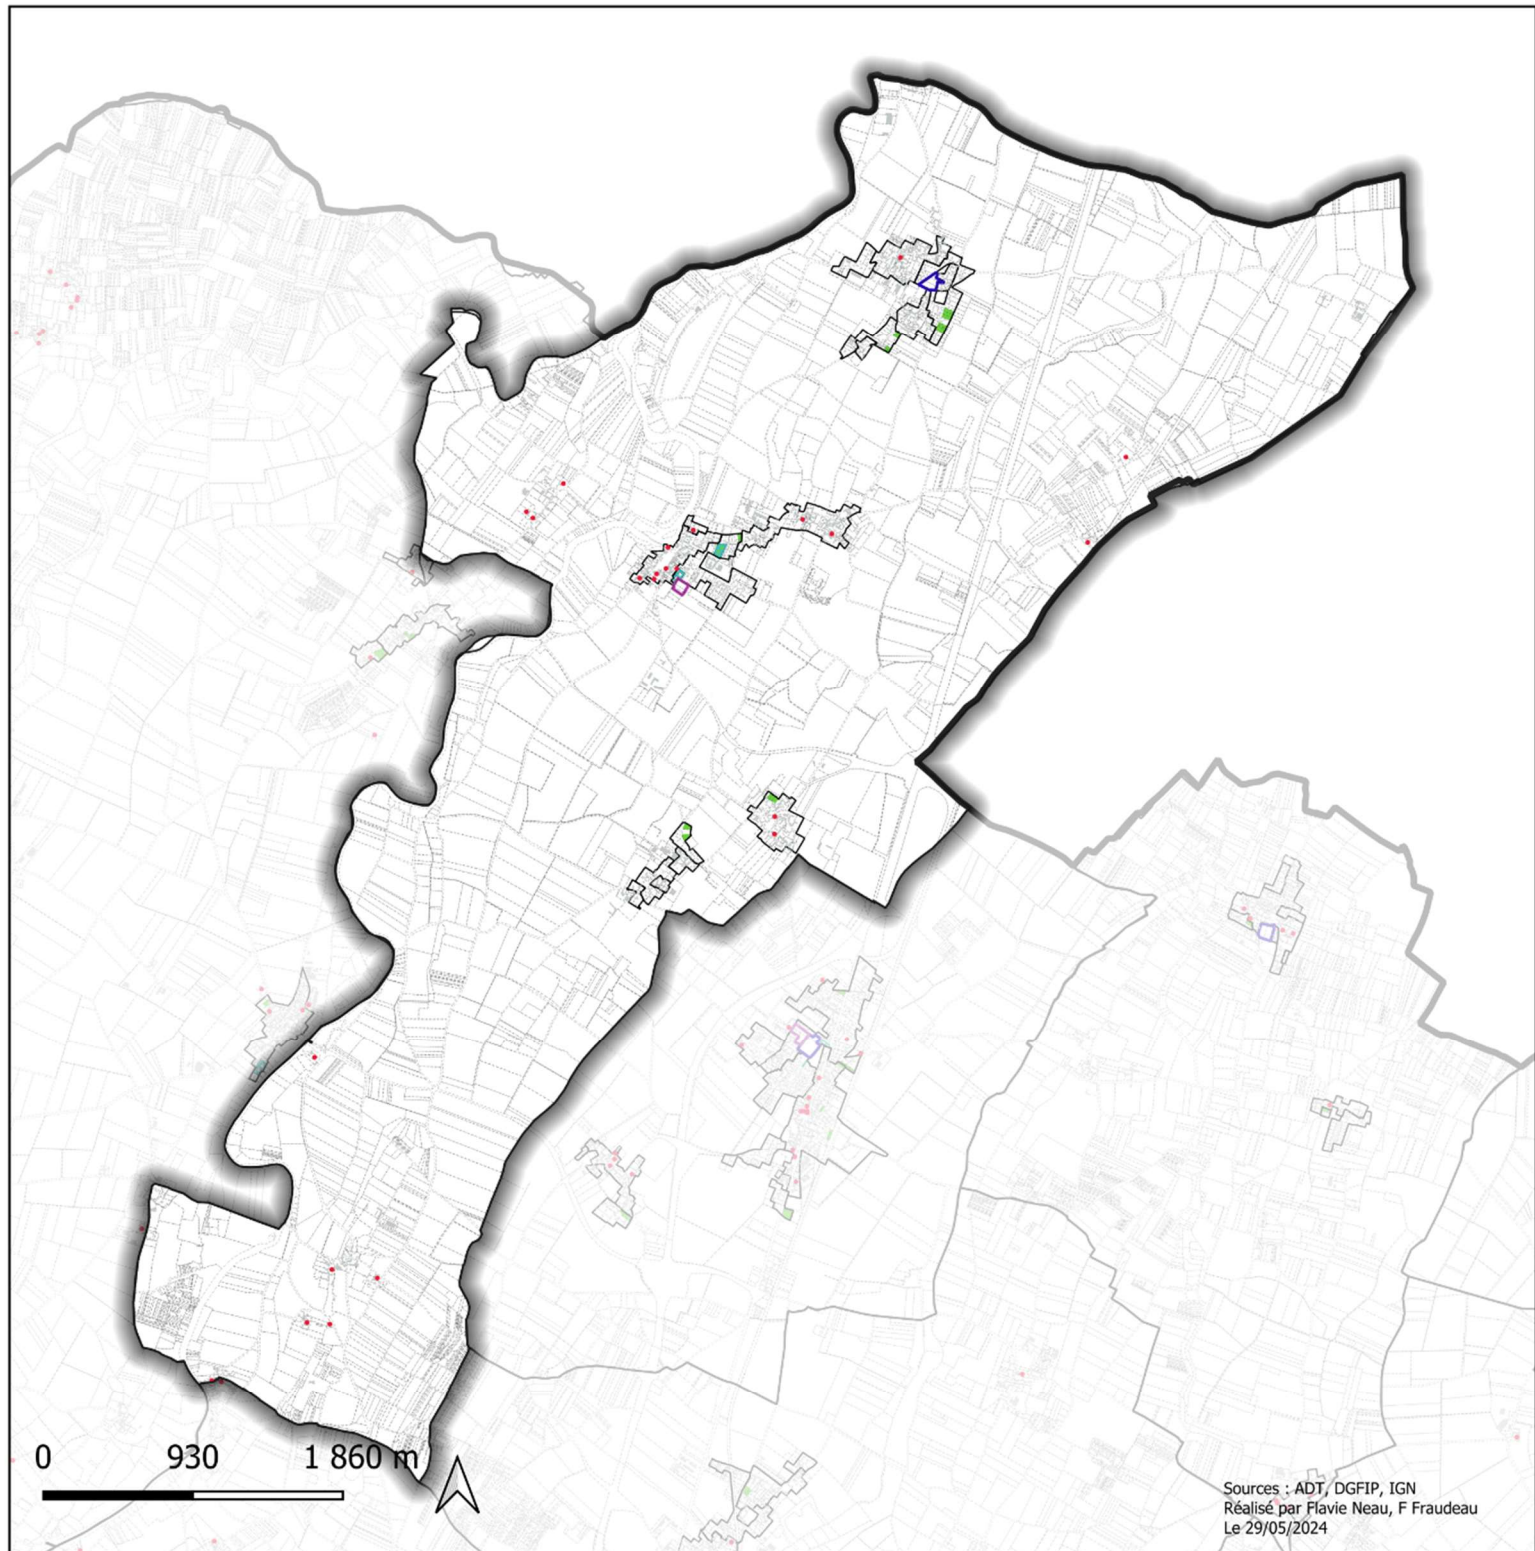 0 930 1 860 m
Sources : ADT, DGFIP, IGN
Réalisé par Flavie Neau, F Fraudeau
Le 29/05/2024